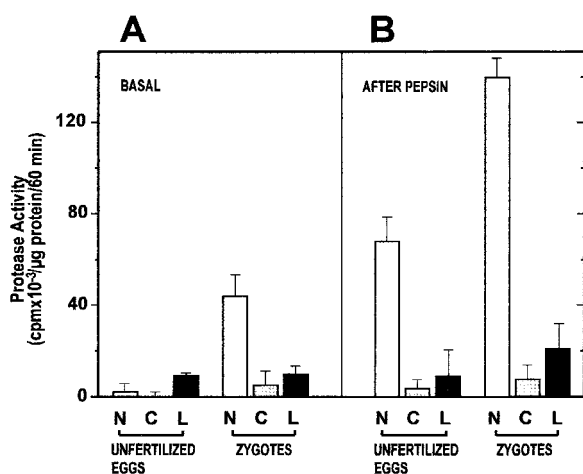 A
B
BASAL
AFTER PEPSIN
Protease Activity
(cpmx10⁻³/µg protein/60 min)
120
80
40
0
N C L N C L N C L N C L
UNFERTILIZED
EGGS
ZYGOTES
UNFERTILIZED
EGGS
ZYGOTES